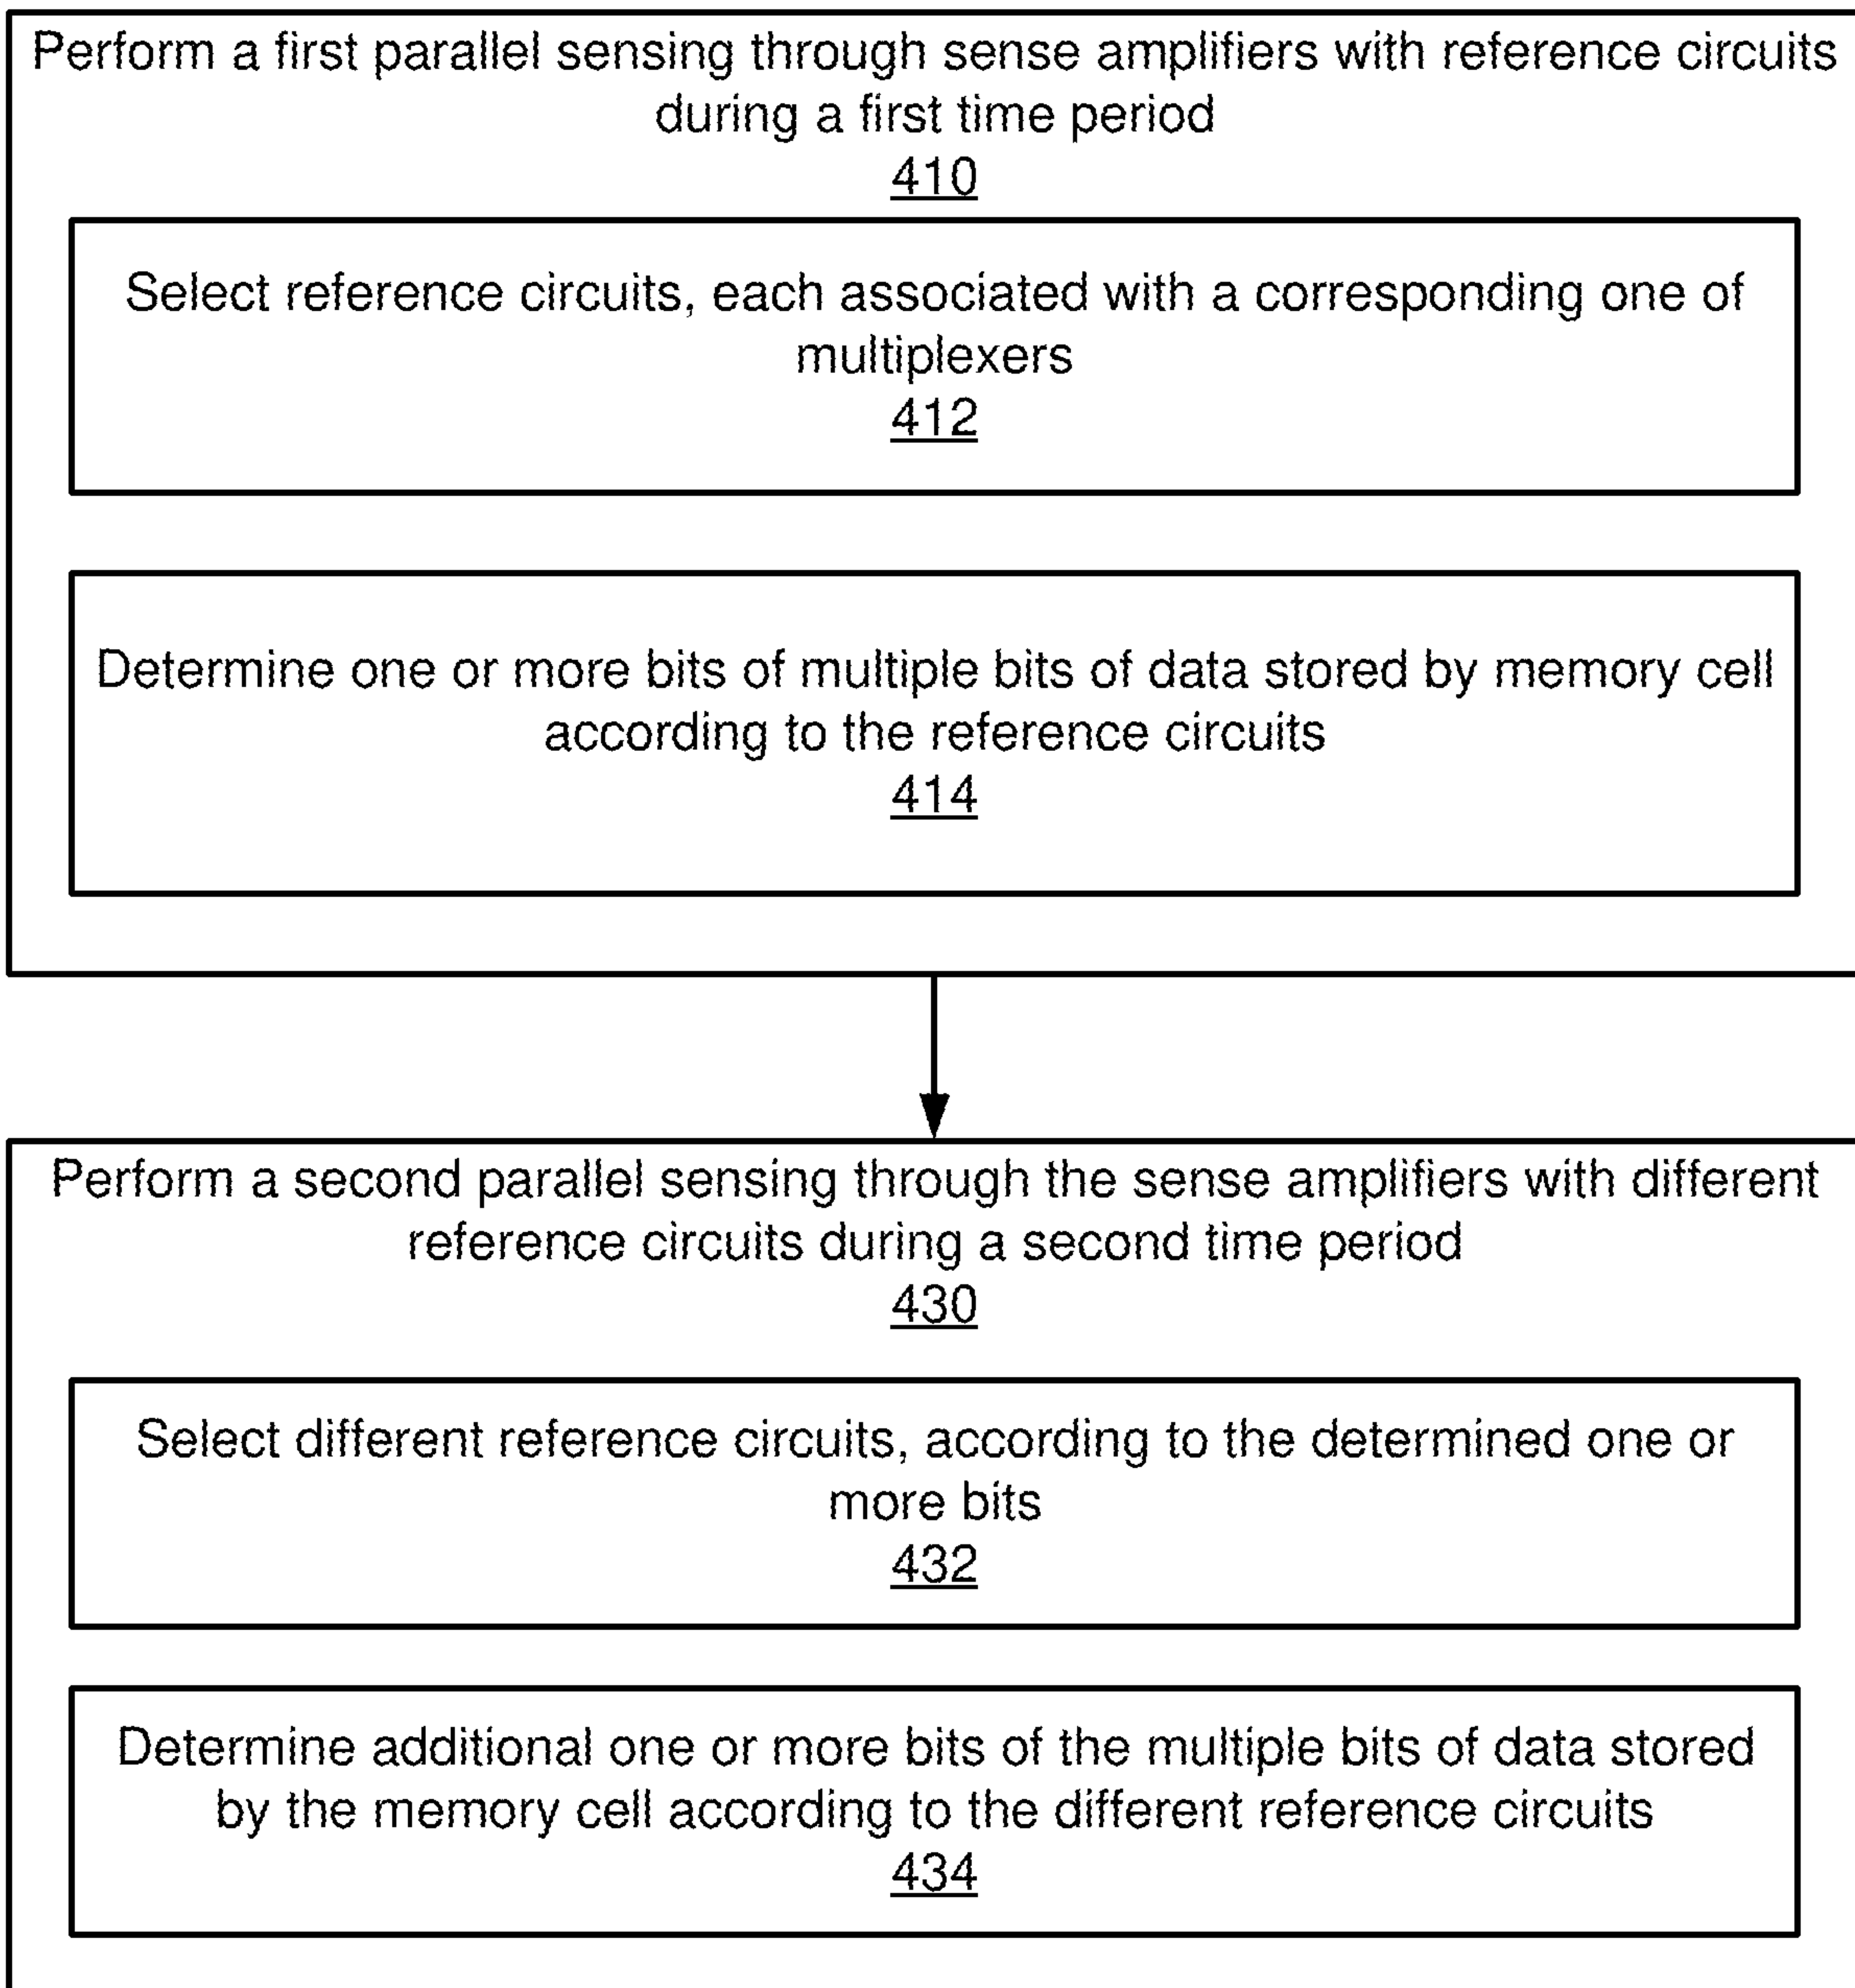 Perform a first parallel sensing through sense amplifiers with reference circuits
during a first time period
410
Select reference circuits, each associated with a corresponding one of
multiplexers
412
Determine one or more bits of multiple bits of data stored by memory cell
according to the reference circuits
414
Perform a second parallel sensing through the sense amplifiers with different
reference circuits during a second time period
430
Select different reference circuits, according to the determined one or
more bits
432
Determine additional one or more bits of the multiple bits of data stored
by the memory cell according to the different reference circuits
434